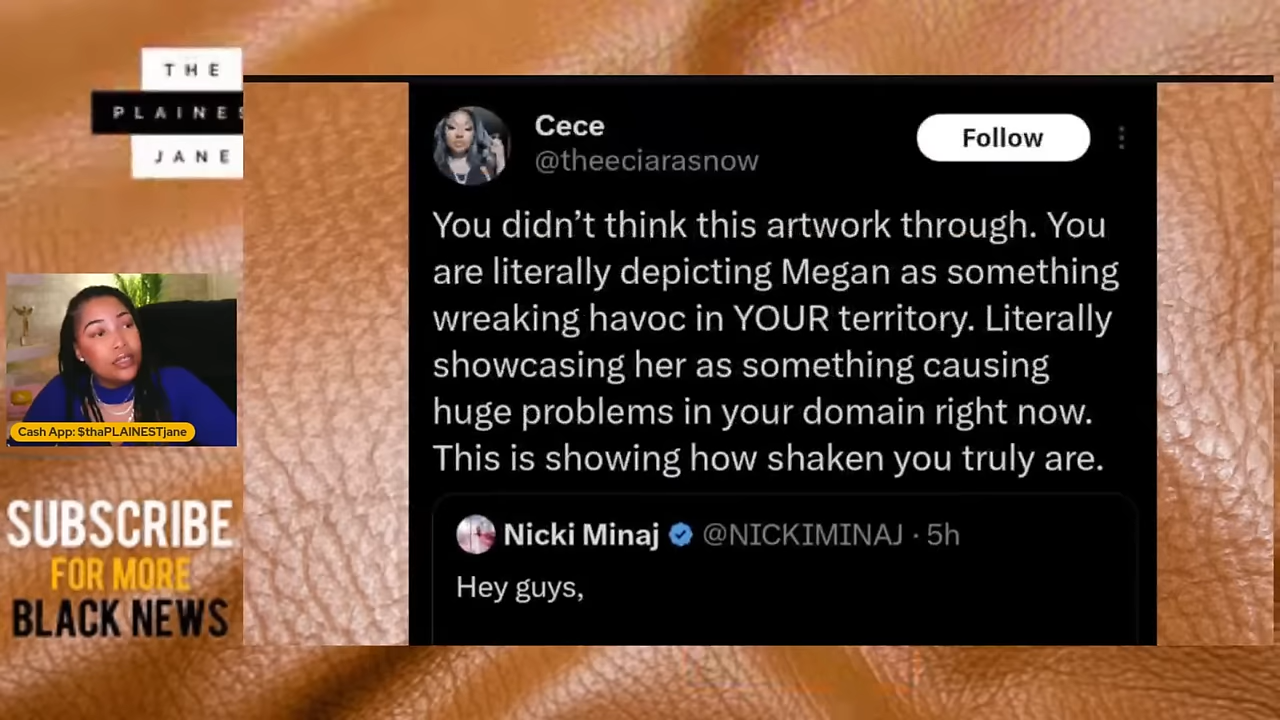 THE
PLAINES
JANE
Cece
@theeciarasnow
Follow
You didn’t think this artwork through. You
are literally depicting Megan as something
wreaking havoc in YOUR territory. Literally
showcasing her as something causing
huge problems in your domain right now.
This is showing how shaken you truly are.
Nicki Minaj @NICKIMINAJ · 5h
Hey guys,
Cash App: $thaPLAINESTjane
SUBSCRIBE
FOR MORE
BLACK NEWS